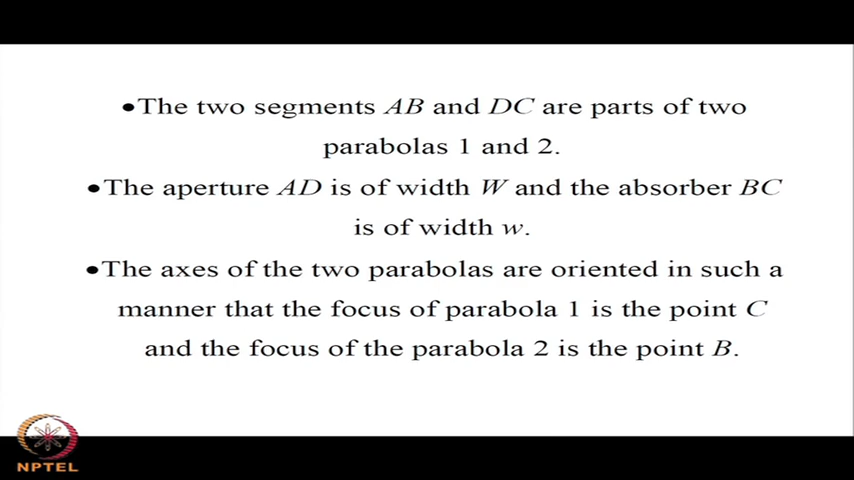 •The two segments AB and DC are parts of two
parabolas 1 and 2.
•The aperture AD is of width W and the absorber BC
is of width w.
•The axes of the two parabolas are oriented in such a
manner that the focus of parabola 1 is the point C
and the focus of the parabola 2 is the point B.
NPTEL